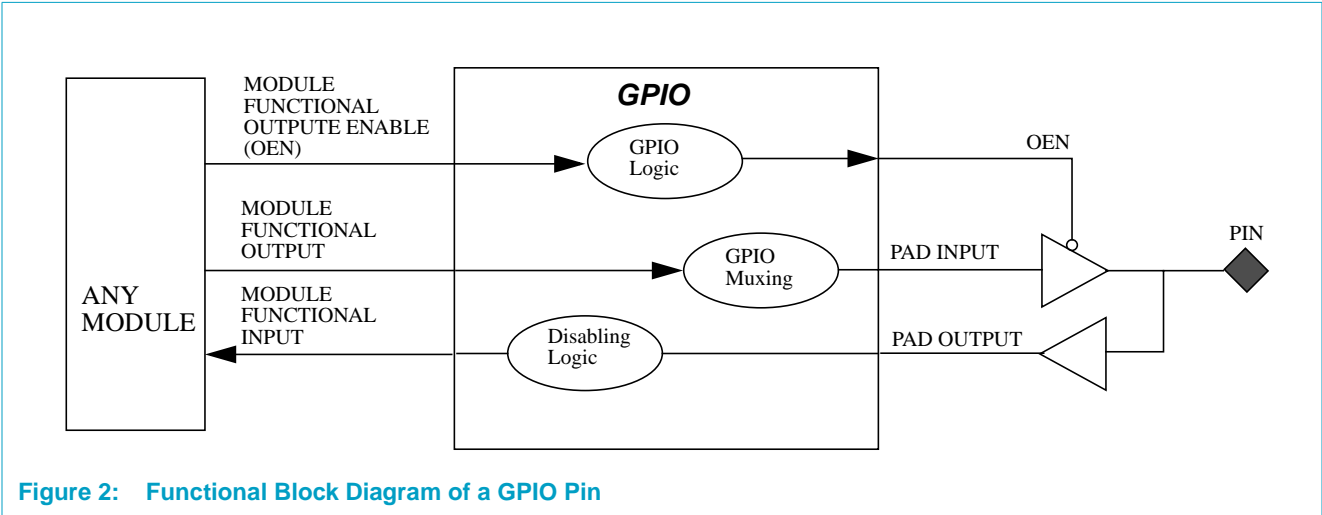 MODULE
FUNCTIONAL
OUTPUTE ENABLE
(OEN)
GPIO
GPIO
Logic
OEN
MODULE
FUNCTIONAL
OUTPUT
GPIO
Muxing
PAD INPUT
PIN
ANY
MODULE
MODULE
FUNCTIONAL
INPUT
Disabling
Logic
PAD OUTPUT
Figure 2: Functional Block Diagram of a GPIO Pin